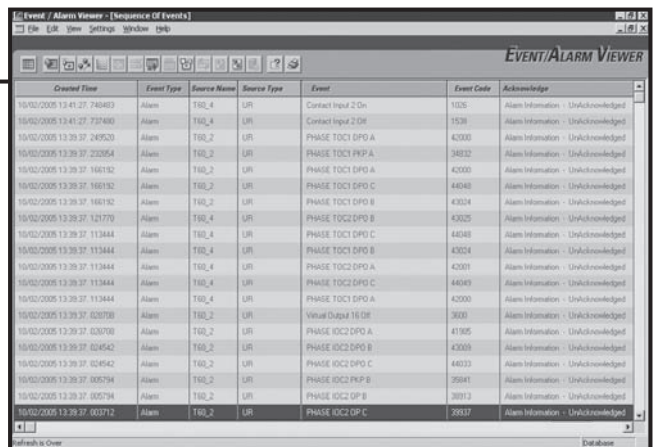 Event / Alarm Viewer - [Sequence Of Events]
File Edit View Settings Window Help
EVENT/ALARM VIEWER
Created Time Event Type Source Name Source Type Event Event Code Acknowledge
10/02/2005 13:41:27. 740483 Alarm T60_4 UR Contact Input 2 On 1026 Alarm Information - UnAcknowledged
10/02/2005 13:41:27. 737480 Alarm T60_4 UR Contact Input 2 Off 1538 Alarm Information - UnAcknowledged
10/02/2005 13:39:37. 249520 Alarm T60_2 UR PHASE TOC1 DPO A 42000 Alarm Information - UnAcknowledged
10/02/2005 13:39:37. 232854 Alarm T60_2 UR PHASE TOC1 PKP A 34832 Alarm Information - UnAcknowledged
10/02/2005 13:39:37. 166192 Alarm T60_2 UR PHASE TOC1 DPO A 42000 Alarm Information - UnAcknowledged
10/02/2005 13:39:37. 166192 Alarm T60_2 UR PHASE TOC1 DPO C 44048 Alarm Information - UnAcknowledged
10/02/2005 13:39:37. 166192 Alarm T60_2 UR PHASE TOC1 DPO B 43024 Alarm Information - UnAcknowledged
10/02/2005 13:39:37. 121770 Alarm T60_4 UR PHASE TOC2 DPO B 43025 Alarm Information - UnAcknowledged
10/02/2005 13:39:37. 113444 Alarm T60_4 UR PHASE TOC1 DPO C 44048 Alarm Information - UnAcknowledged
10/02/2005 13:39:37. 113444 Alarm T60_4 UR PHASE TOC1 DPO B 43024 Alarm Information - UnAcknowledged
10/02/2005 13:39:37. 113444 Alarm T60_4 UR PHASE TOC2 DPO A 42001 Alarm Information - UnAcknowledged
10/02/2005 13:39:37. 113444 Alarm T60_4 UR PHASE TOC2 DPO C 44049 Alarm Information - UnAcknowledged
10/02/2005 13:39:37. 113444 Alarm T60_4 UR PHASE TOC1 DPO A 42000 Alarm Information - UnAcknowledged
10/02/2005 13:39:37. 028708 Alarm T60_2 UR Virtual Output 16 Off 3600 Alarm Information - UnAcknowledged
10/02/2005 13:39:37. 028708 Alarm T60_2 UR PHASE IOC2 DPO A 41985 Alarm Information - UnAcknowledged
10/02/2005 13:39:37. 024542 Alarm T60_2 UR PHASE IOC2 DPO B 43009 Alarm Information - UnAcknowledged
10/02/2005 13:39:37. 024542 Alarm T60_2 UR PHASE IOC2 DPO C 44033 Alarm Information - UnAcknowledged
10/02/2005 13:39:37. 005794 Alarm T60_2 UR PHASE IOC2 PKP B 35841 Alarm Information - UnAcknowledged
10/02/2005 13:39:37. 005794 Alarm T60_2 UR PHASE IOC2 OP B 38913 Alarm Information - UnAcknowledged
10/02/2005 13:39:37. 003712 Alarm T60_2 UR PHASE IOC2 OP C 39937 Alarm Information - UnAcknowledged
Refresh is Over Database